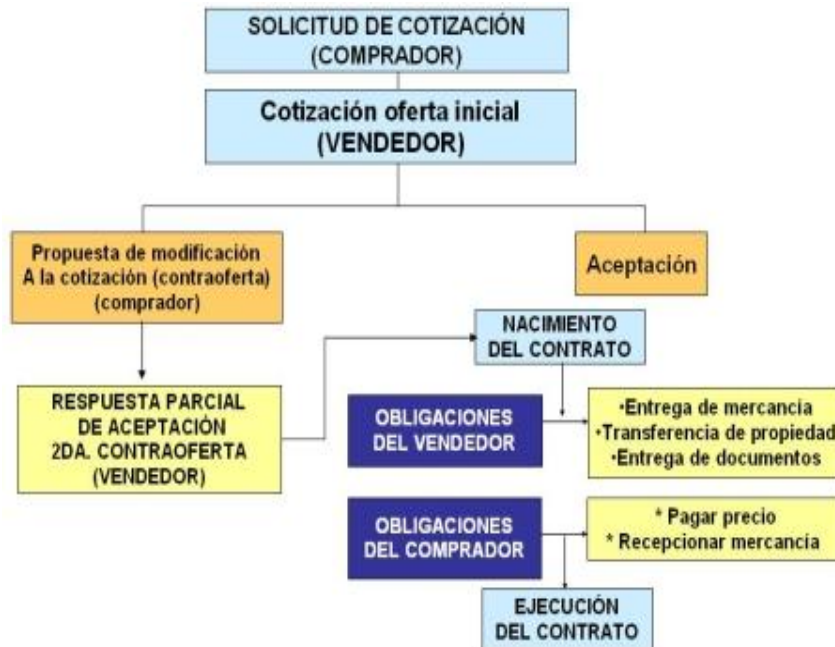 SOLICITUD DE COTIZACIÓN
(COMPRADOR)
Cotización oferta inicial
(VENDEDOR)
Propuesta de modificación
A la cotización (contraoferta)
(comprador)
Aceptación
NACIMIENTO
DEL CONTRATO
RESPUESTA PARCIAL
DE ACEPTACIÓN
2DA. CONTRAOFERTA
(VENDEDOR)
OBLIGACIONES
DEL VENDEDOR
•Entrega de mercancía
•Transferencia de propiedad
•Entrega de documentos
OBLIGACIONES
DEL COMPRADOR
* Pagar precio
* Recepcionar mercancía
EJECUCIÓN
DEL CONTRATO